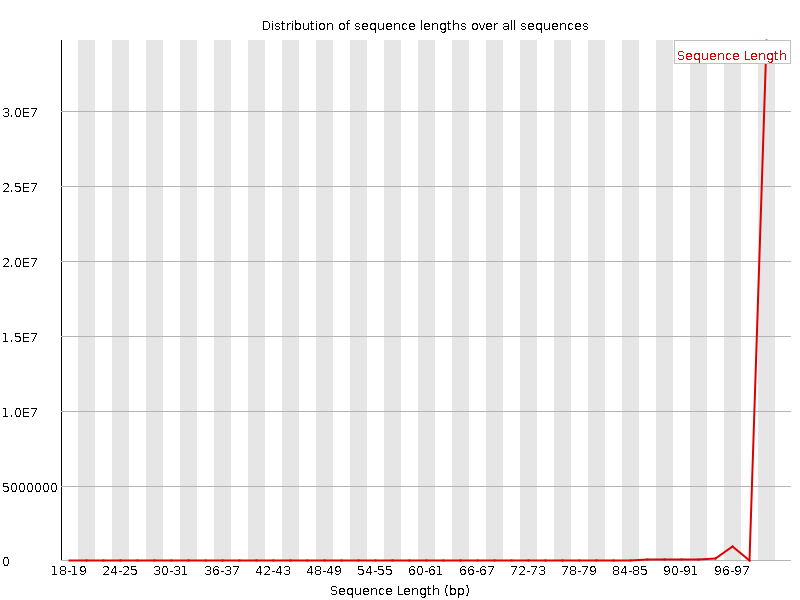 Distribution of sequence lengths over all sequences
Sequence Length
3.0E7
2.5E7
2.0E7
1.5E7
1.0E7
5000000
0
18-19 24-25 30-31 36-37 42-43 48-49 54-55 60-61 66-67 72-73 78-79 84-85 90-91 96-97
Sequence Length (bp)